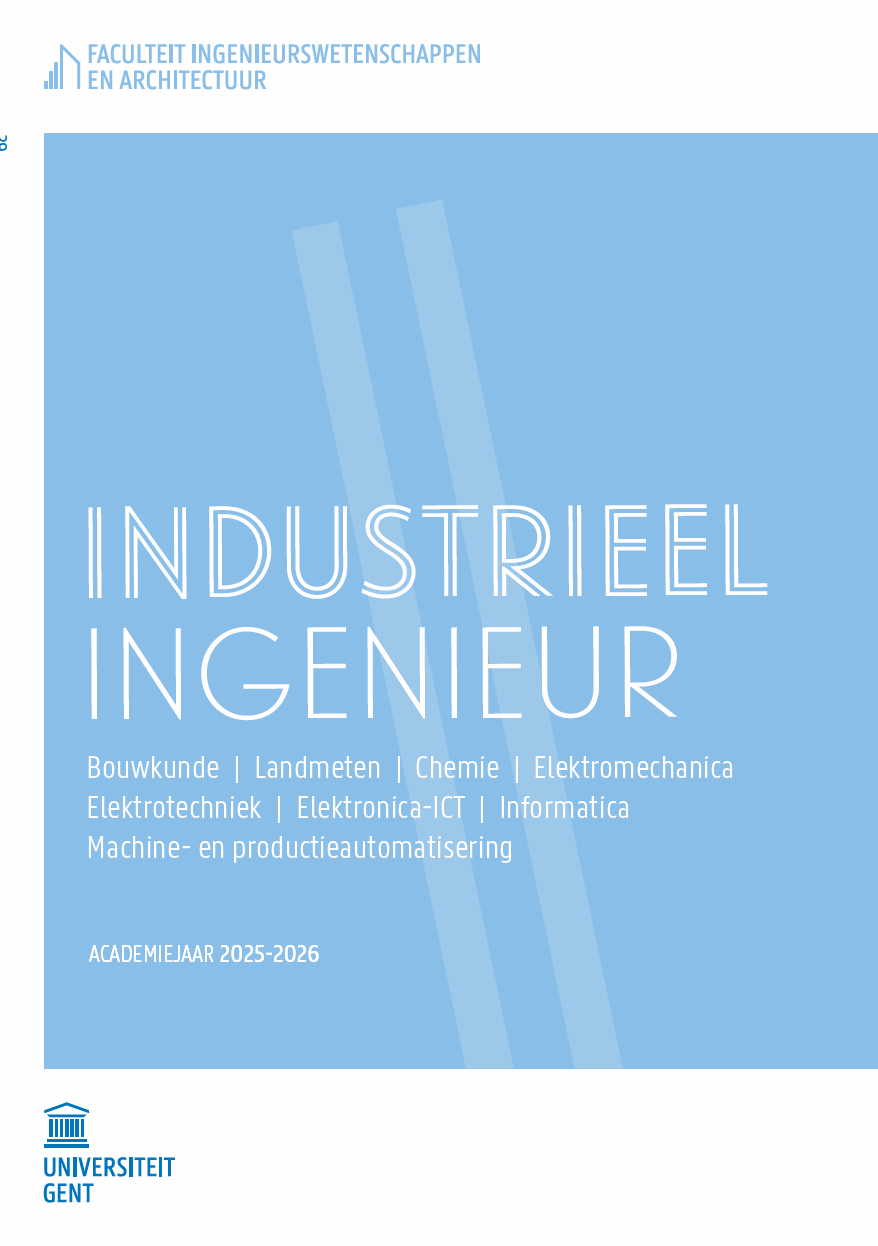 FACULTEIT INGENIEURSWETENSCHAPPEN
EN ARCHITECTUUR
INDUSTRIEEL
INGENIEUR
Bouwkunde | Landmeten | Chemie | Elektromechanica
Elektrotechniek | Elektronica-ICT | Informatica
Machine- en productieautomatisering
ACADEMIEJAAR 2025-2026
UNIVERSITEIT
GENT